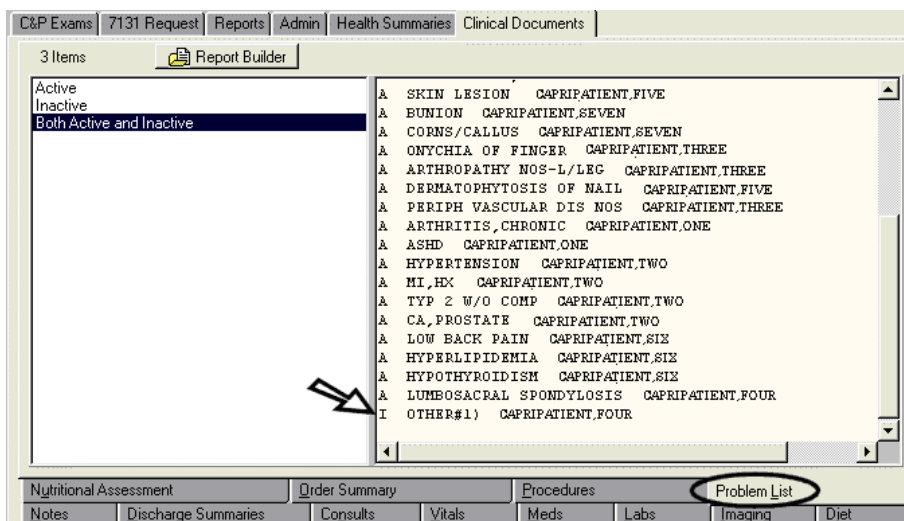 C&P Exams 7131 Request Reports Admin Health Summaries Clinical Documents
3 Items Report Builder
Active
Inactive
Both Active and Inactive
A SKIN LESION CAPRIPATIENT,FIVE
A BUNION CAPRIPATIENT,SEVEN
A CORNS/CALLUS CAPRIPATIENT,SEVEN
A ONYCHIA OF FINGER CAPRIPATIENT,THREE
A ARTHROPATHY NOS-L/LEG CAPRIPATIENT,THREE
A DERMATOPHYTOSIS OF NAIL CAPRIPATIENT,FIVE
A PERIPH VASCULAR DIS NOS CAPRIPATIENT,THREE
A ARTHRITIS,CHRONIC CAPRIPATIENT,ONE
A ASHD CAPRIPATIENT,ONE
A HYPERTENSION CAPRIPATIENT,TWO
A MI,HX CAPRIPATIENT,TWO
A TYP 2 W/O COMP CAPRIPATIENT,TWO
A CA,PROSTATE CAPRIPATIENT,TWO
A LOW BACK PAIN CAPRIPATIENT,SIX
A HYPERLIPIDEMIA CAPRIPATIENT,SIX
A HYPOTHYROIDISM CAPRIPATIENT,SIX
A LUMBOSACRAL SPONDYLOSIS CAPRIPATIENT,FOUR
I OTHER#1) CAPRIPATIENT,FOUR
Nutritional Assessment Order Summary Procedures Problem List
Notes Discharge Summaries Consults Vitals Meds Labs Imaging Diet